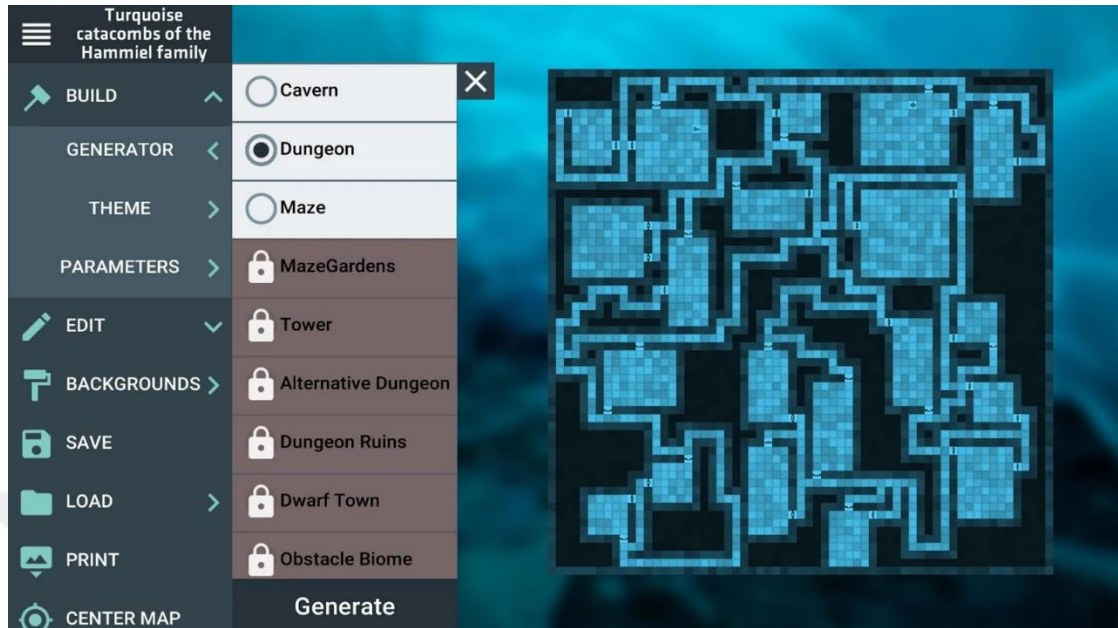 Turquoise
catacombs of the
Hammiel family
BUILD
GENERATOR
THEME
PARAMETERS
EDIT
BACKGROUNDS
SAVE
LOAD
PRINT
CENTER MAP
Cavern
Dungeon
Maze
MazeGardens
Tower
Alternative Dungeon
Dungeon Ruins
Dwarf Town
Obstacle Biome
Generate